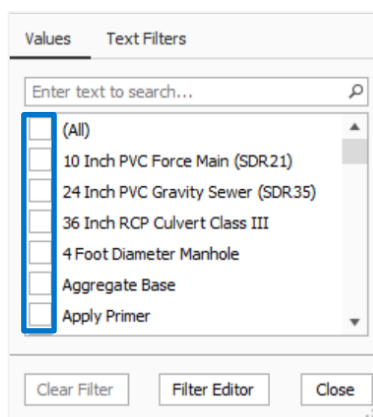 Values Text Filters
Enter text to search...
(All)
10 Inch PVC Force Main (SDR21)
24 Inch PVC Gravity Sewer (SDR35)
36 Inch RCP Culvert Class III
4 Foot Diameter Manhole
Aggregate Base
Apply Primer
Clear Filter Filter Editor Close